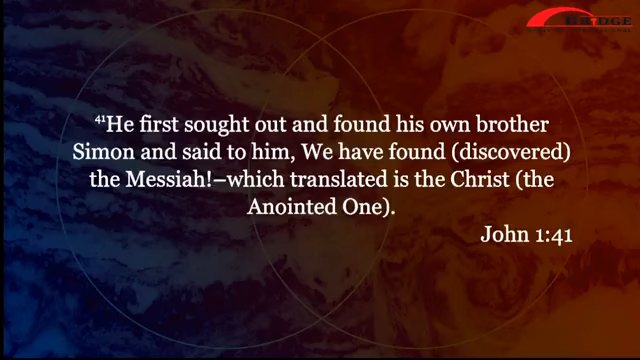 BRiDGE
⁴¹He first sought out and found his own brother
Simon and said to him, We have found (discovered)
the Messiah!–which translated is the Christ (the
Anointed One).
John 1:41